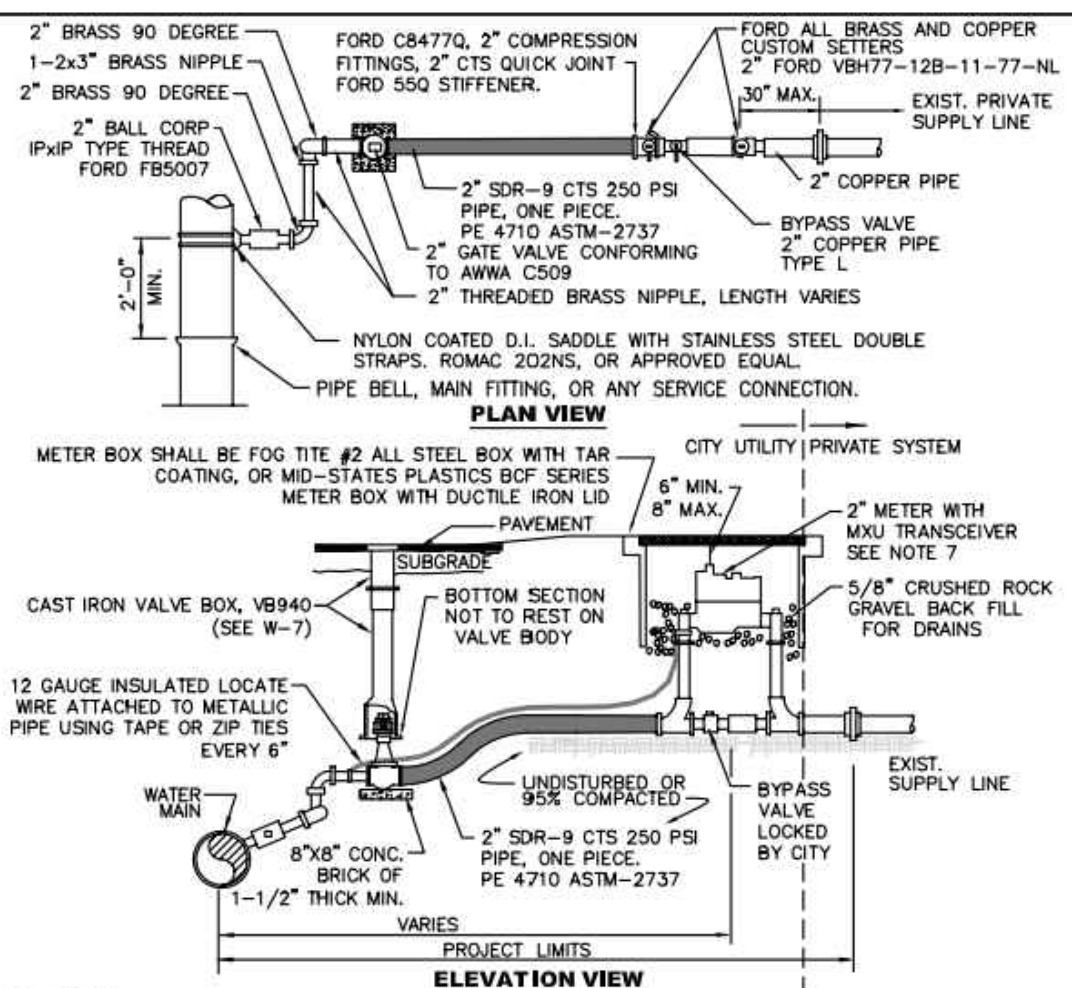 2" BRASS 90 DEGREE
1-2x3" BRASS NIPPLE
2" BRASS 90 DEGREE
2" BALL CORP
IPxIP TYPE THREAD
FORD FB5007
FORD C8477Q, 2" COMPRESSION
FITTINGS, 2" CTS QUICK JOINT
FORD 55Q STIFFENER.
FORD ALL BRASS AND COPPER
CUSTOM SETTERS
2" FORD VBH77-12B-11-77-NL
30" MAX.
EXIST. PRIVATE
SUPPLY LINE
2" SDR-9 CTS 250 PSI
PIPE, ONE PIECE.
PE 4710 ASTM-2737
2" GATE VALVE CONFORMING
TO AWWA C509
2" THREADED BRASS NIPPLE, LENGTH VARIES
2" COPPER PIPE
BYPASS VALVE
2" COPPER PIPE
TYPE L
2'-0"
MIN.
NYLON COATED D.I. SADDLE WITH STAINLESS STEEL DOUBLE
STRAPS. ROMAC 202NS, OR APPROVED EQUAL.
PIPE BELL, MAIN FITTING, OR ANY SERVICE CONNECTION.
PLAN VIEW
CITY UTILITY
PRIVATE SYSTEM
METER BOX SHALL BE FOG TITE #2 ALL STEEL BOX WITH TAR
COATING, OR MID-STATES PLASTICS BCF SERIES
METER BOX WITH DUCTILE IRON LID
6" MIN.
8" MAX.
2" METER WITH
MXU TRANSCEIVER
SEE NOTE 7
PAVEMENT
SUBGRADE
CAST IRON VALVE BOX, VB940
(SEE W-7)
BOTTOM SECTION
NOT TO REST ON
VALVE BODY
5/8" CRUSHED ROCK
GRAVEL BACK FILL
FOR DRAINS
12 GAUGE INSULATED LOCATE
WIRE ATTACHED TO METALLIC
PIPE USING TAPE OR ZIP TIES
EVERY 6"
WATER
MAIN
UNDISTURBED OR
95% COMPACTED
EXIST.
SUPPLY LINE
BYPASS
VALVE
LOCKED
BY CITY
8"X8" CONC.
BRICK OF
1-1/2" THICK MIN.
2" SDR-9 CTS 250 PSI
PIPE, ONE PIECE.
PE 4710 ASTM-2737
VARIES
PROJECT LIMITS
ELEVATION VIEW